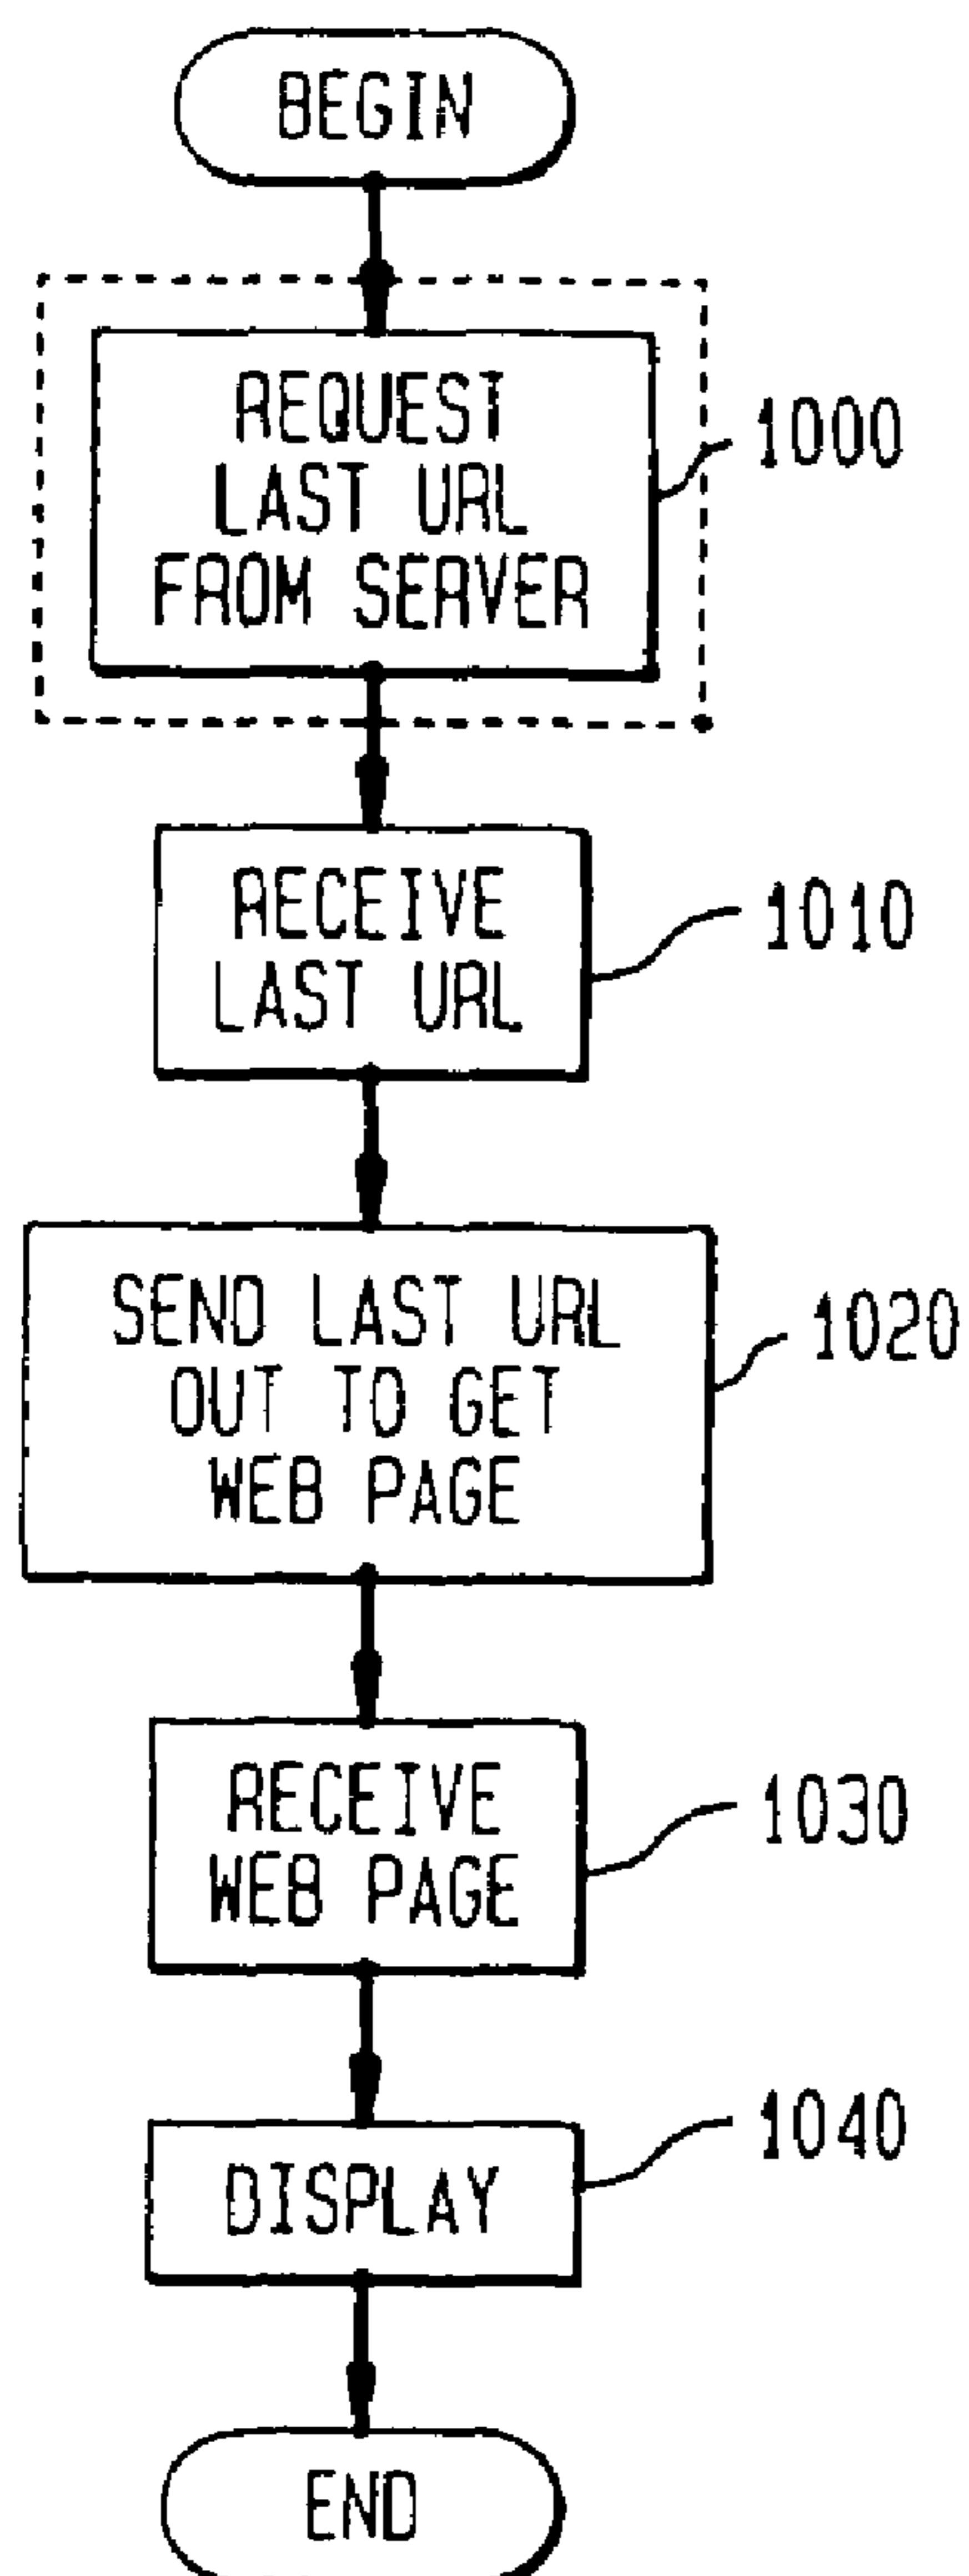 BEGIN
REQUEST
LAST URL
FROM SERVER
1000
RECEIVE
LAST URL
1010
SEND LAST URL
OUT TO GET
WEB PAGE
1020
RECEIVE
WEB PAGE
1030
DISPLAY
1040
END